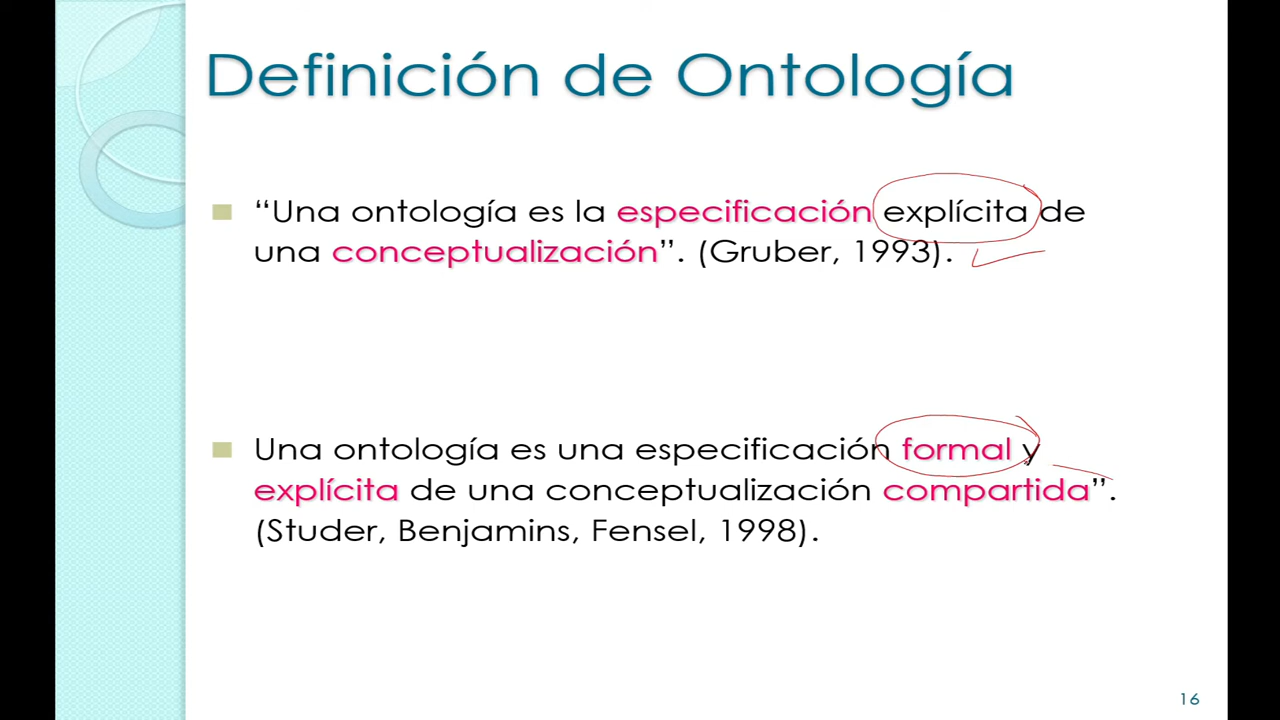 Definición de Ontología
“Una ontología es la especificación explícita de
una conceptualización”. (Gruber, 1993).
Una ontología es una especificación formal y
explícita de una conceptualización compartida”.
(Studer, Benjamins, Fensel, 1998).
16